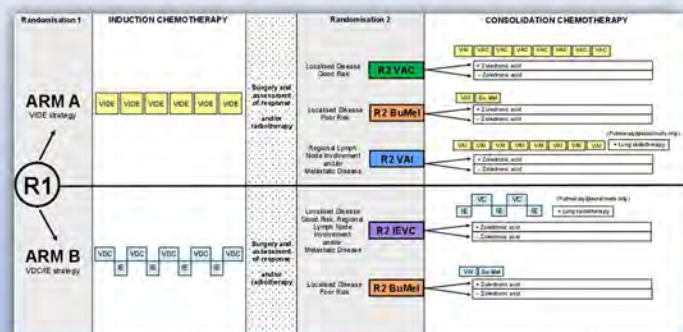 Randomisation 1
INDUCTION CHEMOTHERAPY
Randomisation 2
CONSOLIDATION CHEMOTHERAPY
ARM A
VIDE strategy
VIDE VIDE VIDE VIDE VIDE VIDE
Surgery and
assessment
of response
and/or
radiotherapy
Localised Disease
Good Risk
R2 VAC
VAI VAC VAC VAC VAC VAC VAC VAC
+ Zoledronic acid
- Zoledronic acid
Localised Disease
Poor Risk
R2 BuMel
VAI Bu-Mel
+ Zoledronic acid
- Zoledronic acid
Regional Lymph
Node Involvement
and/or
Metastatic Disease
R2 VAI
VAI VAI VAI VAI VAI VAI VAI VAI
(Pulmonary/pleural mets only)
+ Lung radiotherapy
+ Zoledronic acid
- Zoledronic acid
R1
ARM B
VDC/IE strategy
VDC VDC VDC VDC VDC
IE IE IE IE
Surgery and
assessment
of response
and/or
radiotherapy
Localised Disease
Good Risk, Regional
Lymph Node
Involvement
and/or
Metastatic Disease
R2 IEVC
VC VC
IE IE IE
(Pulmonary/pleural mets only)
+ Lung radiotherapy
+ Zoledronic acid
- Zoledronic acid
Localised Disease
Poor Risk
R2 BuMel
VAI Bu-Mel
+ Zoledronic acid
- Zoledronic acid